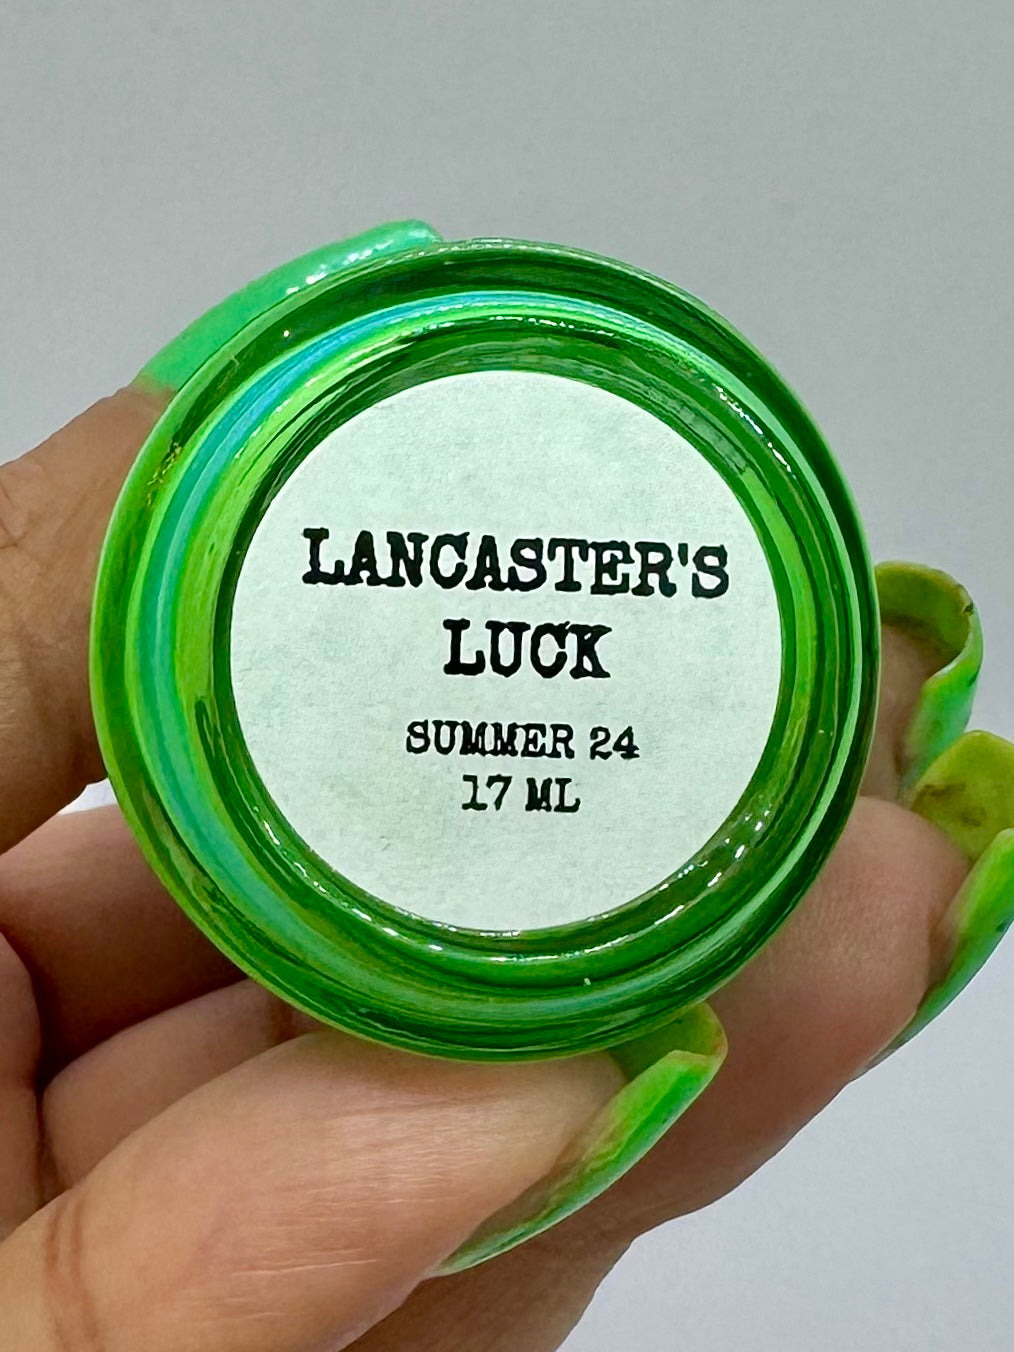 LANCASTER'S
LUCK
SUMMER 24
17 ML